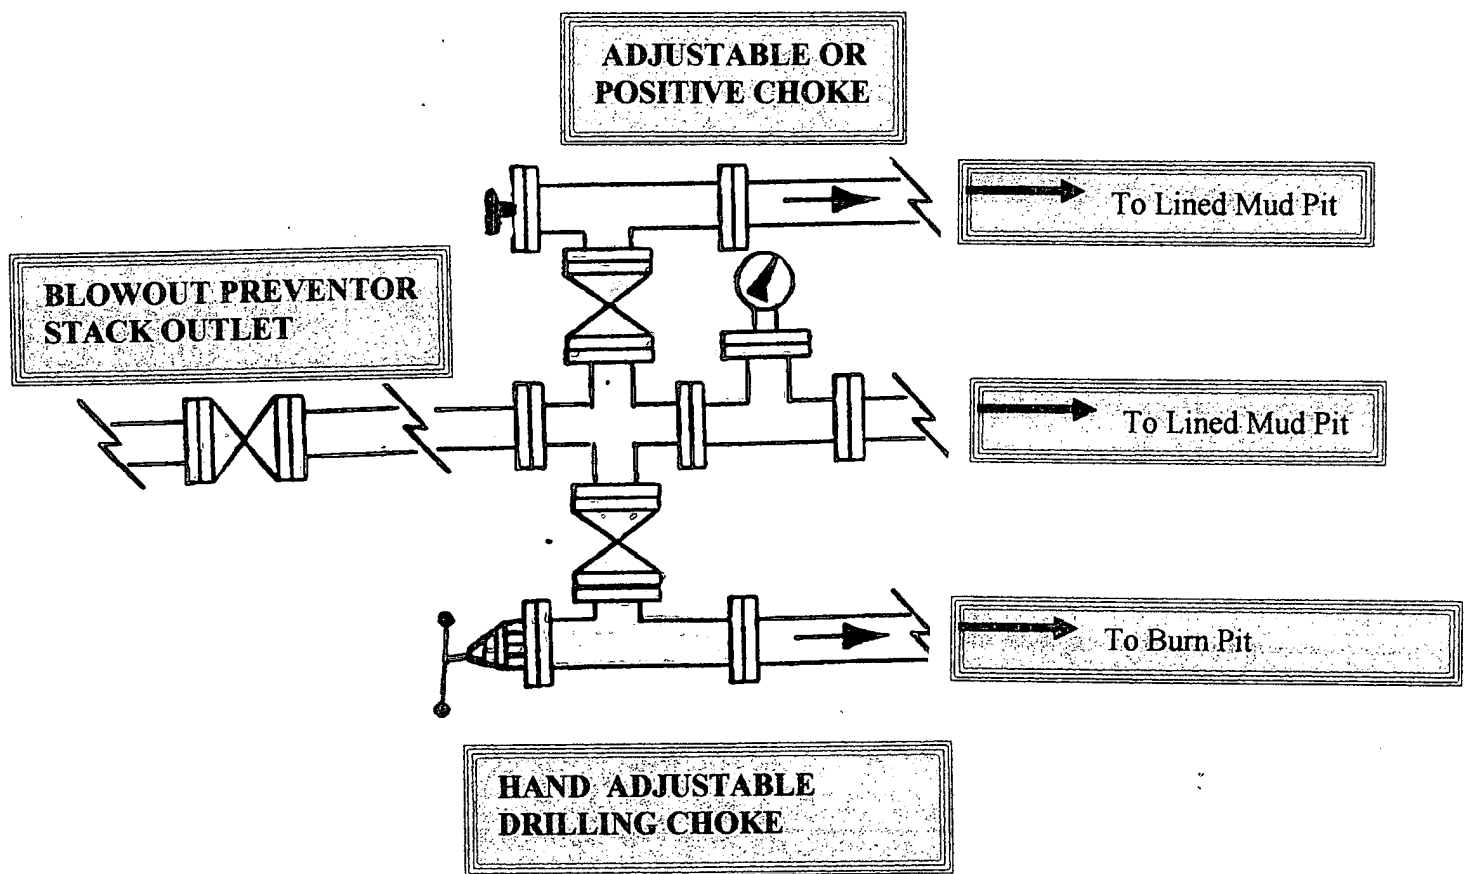 ADJUSTABLE OR
POSITIVE CHOKE
To Lined Mud Pit
BLOWOUT PREVENTOR
STACK OUTLET
To Lined Mud Pit
To Burn Pit
HAND ADJUSTABLE
DRILLING CHOKE